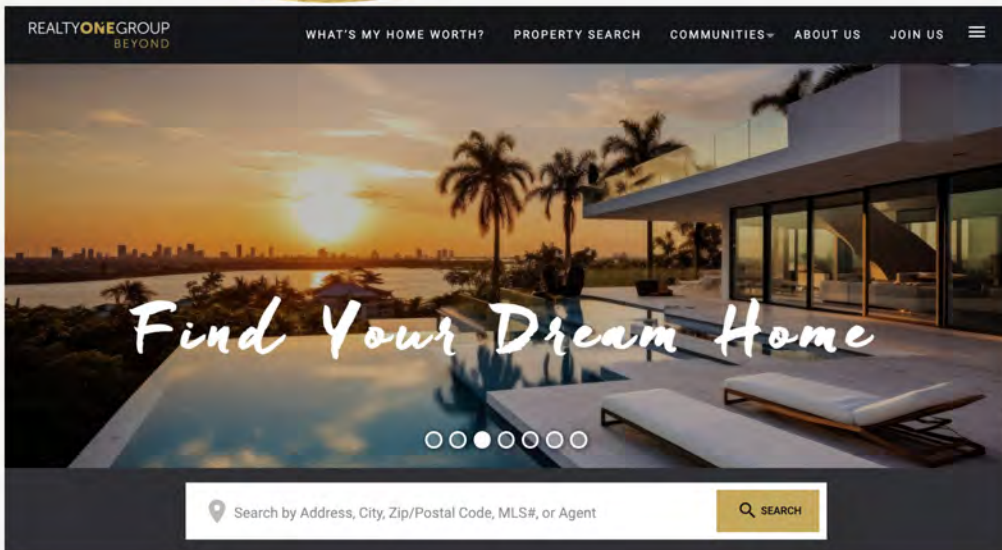 REALTYONEGROUP
BEYOND
WHAT'S MY HOME WORTH? PROPERTY SEARCH COMMUNITIES ABOUT US JOIN US
Find Your Dream Home
Search by Address, City, Zip/Postal Code, MLS#, or Agent
SEARCH